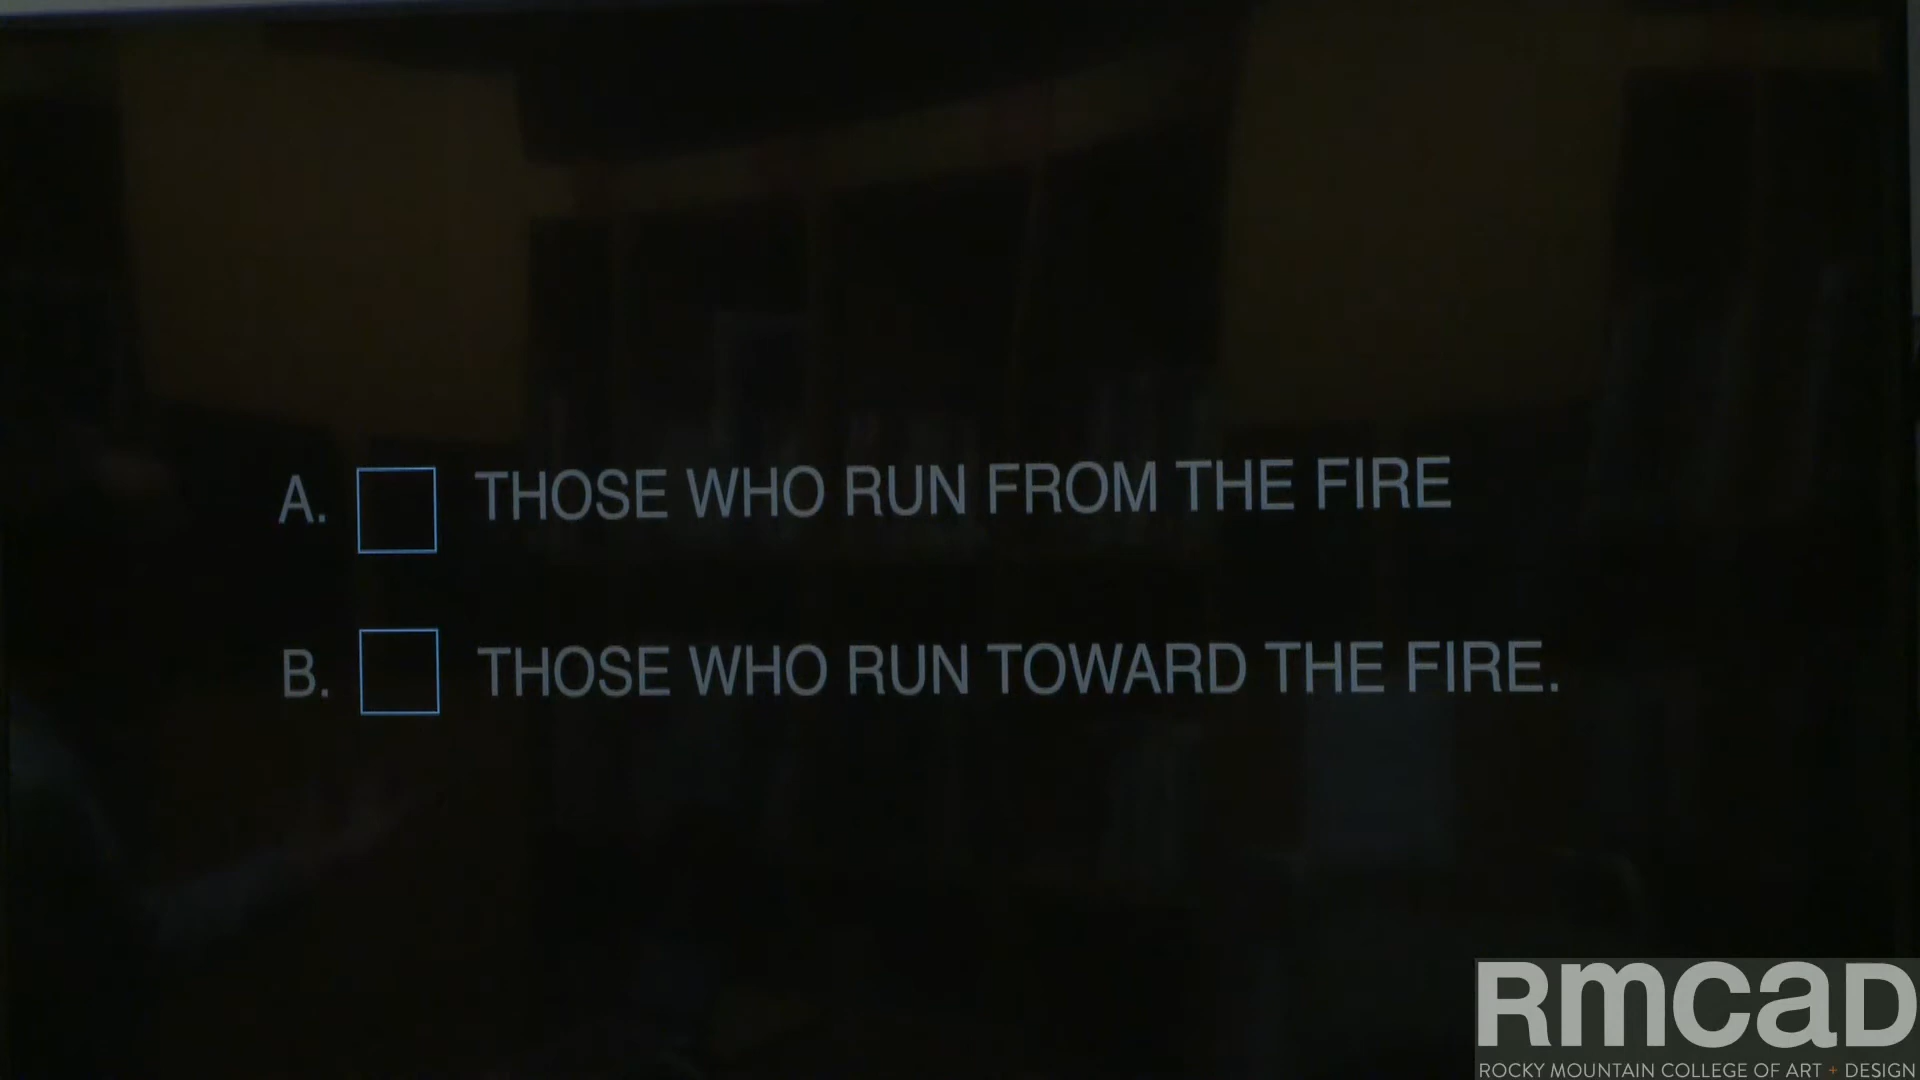 A. THOSE WHO RUN FROM THE FIRE
B. THOSE WHO RUN TOWARD THE FIRE.
RMCAD
ROCKY MOUNTAIN COLLEGE OF ART + DESIGN